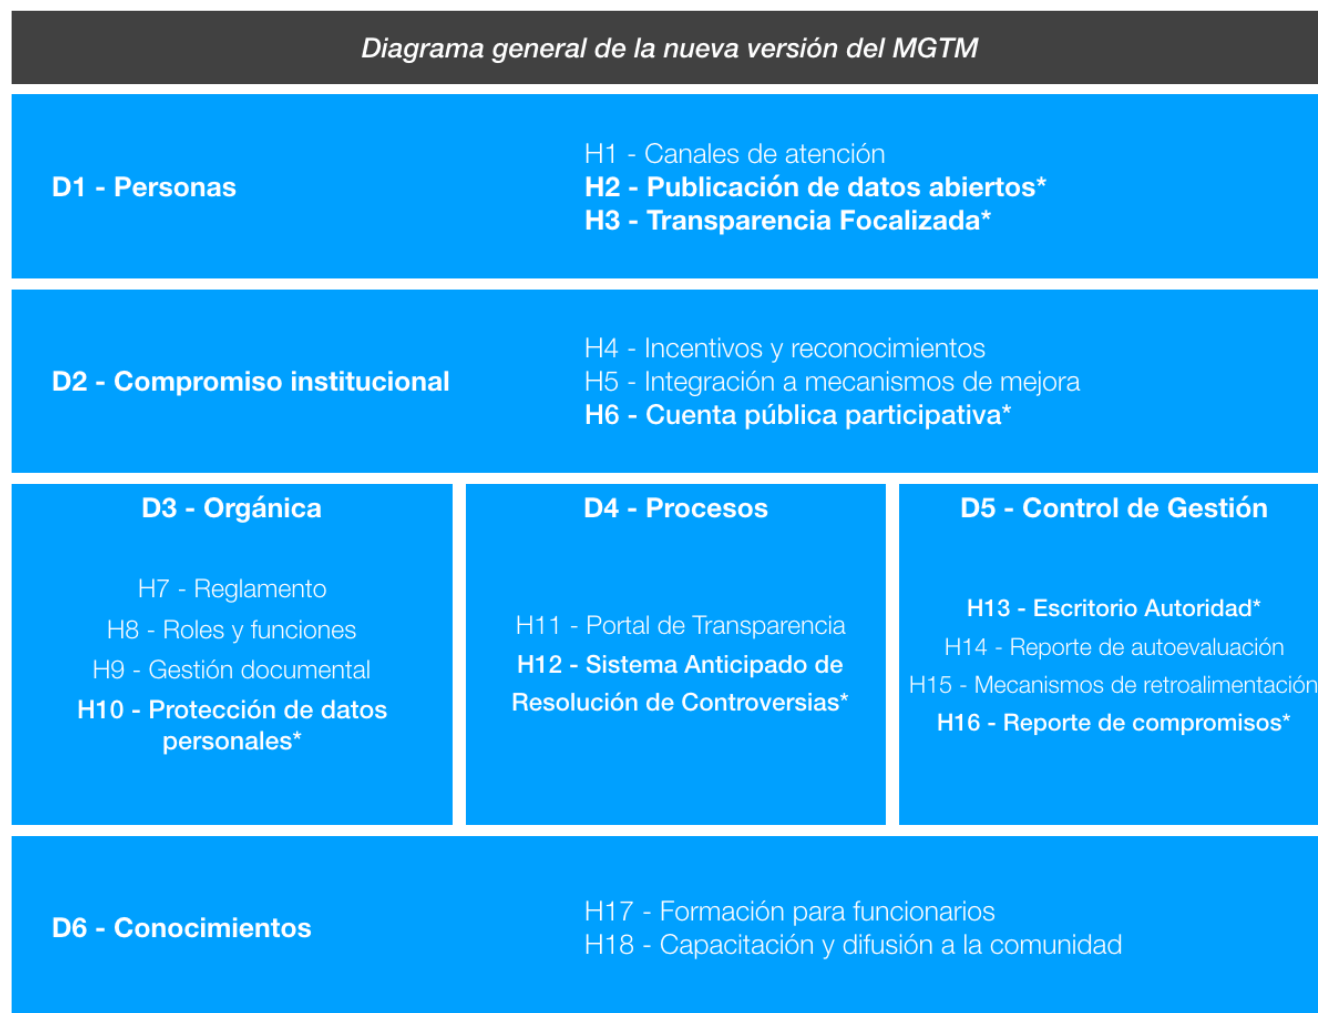 Diagrama general de la nueva versión del MGTM
D1 - Personas
H1 - Canales de atención
H2 - Publicación de datos abiertos*
H3 - Transparencia Focalizada*
D2 - Compromiso institucional
H4 - Incentivos y reconocimientos
H5 - Integración a mecanismos de mejora
H6 - Cuenta pública participativa*
D3 - Orgánica
H7 - Reglamento
H8 - Roles y funciones
H9 - Gestión documental
H10 - Protección de datos
personales*
D4 - Procesos
H11 - Portal de Transparencia
H12 - Sistema Anticipado de
Resolución de Controversias*
D5 - Control de Gestión
H13 - Escritorio Autoridad*
H14 - Reporte de autoevaluación
H15 - Mecanismos de retroalimentación
H16 - Reporte de compromisos*
D6 - Conocimientos
H17 - Formación para funcionarios
H18 - Capacitación y difusión a la comunidad